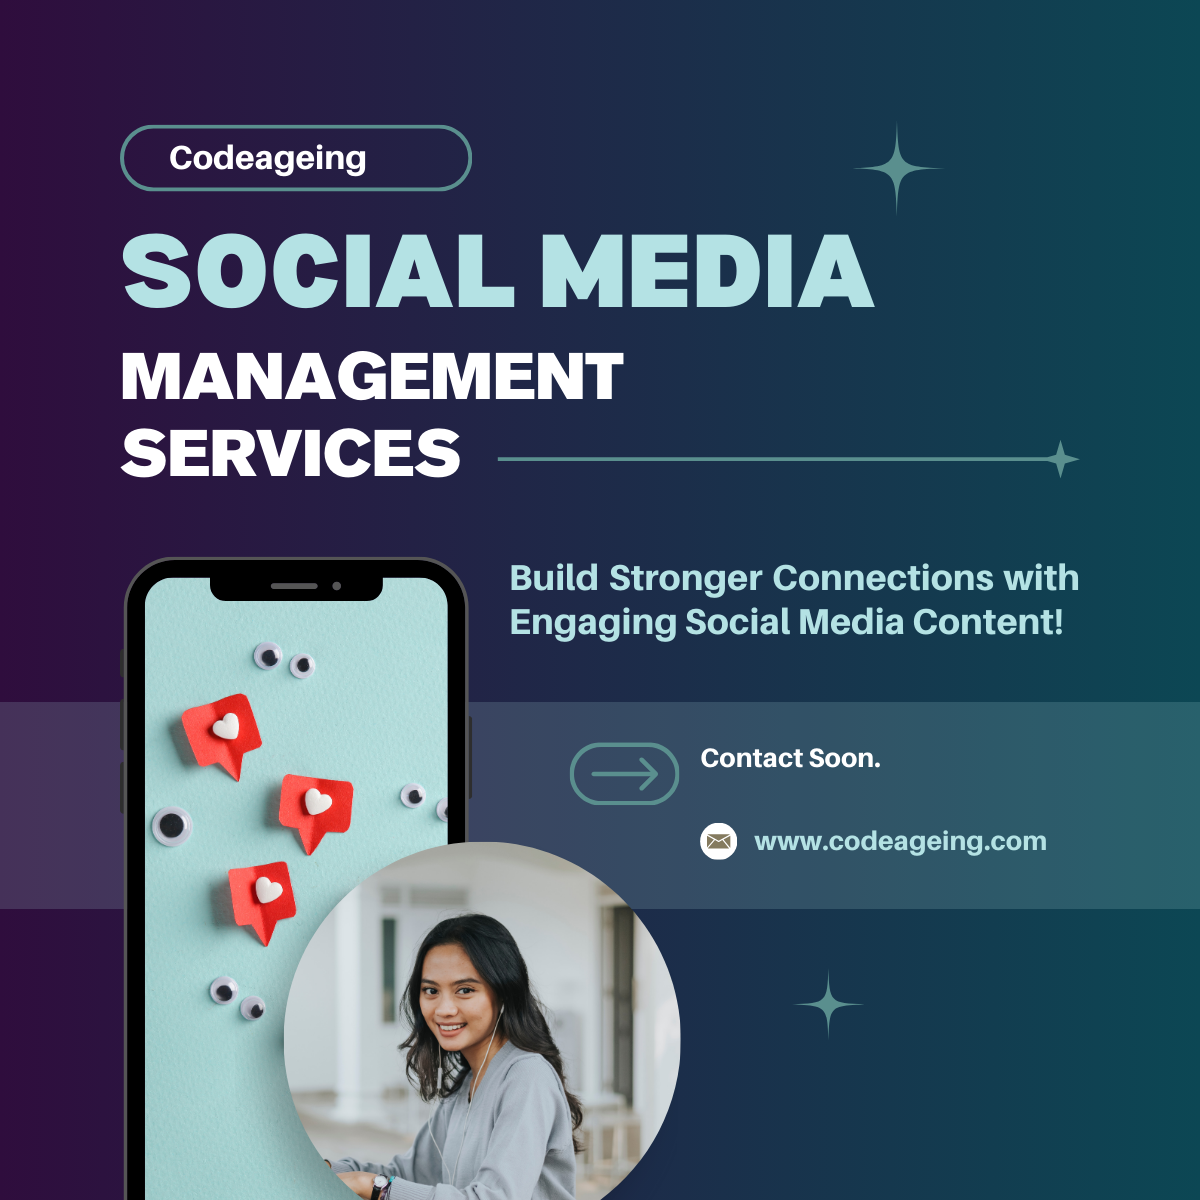 Codeageing
SOCIAL MEDIA
MANAGEMENT
SERVICES
Build Stronger Connections with
Engaging Social Media Content!
Contact Soon.
www.codeageing.com